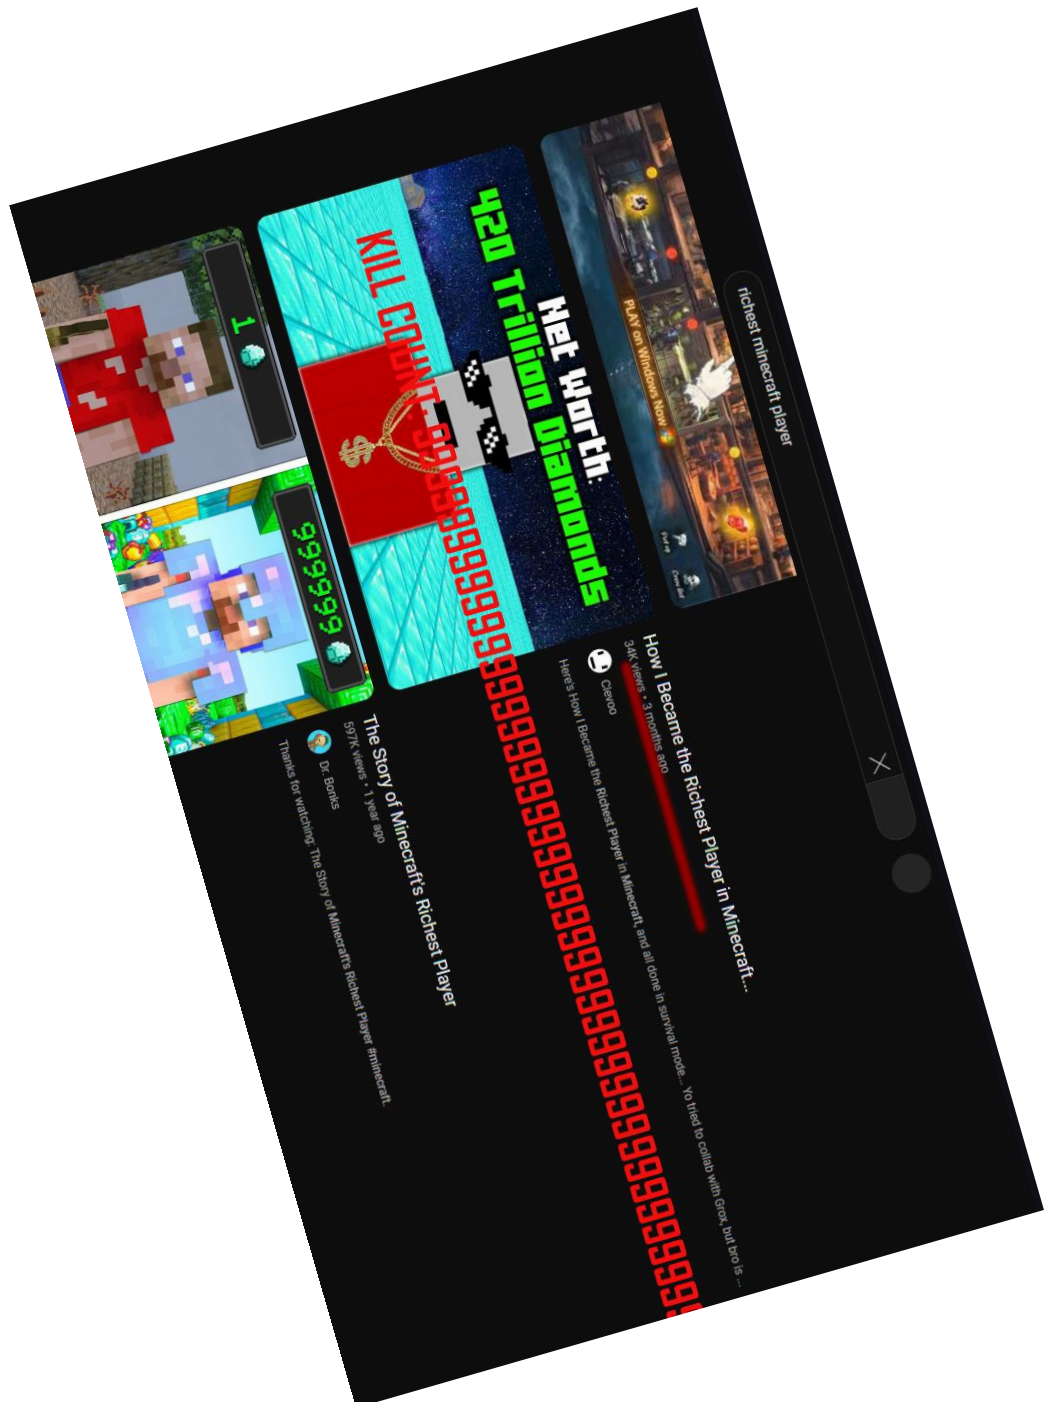 richest minecraft player
PLAY on Windows Now
Net Worth:
420 Trillion Diamonds
KILL COUNT: 99999999999999999999999999999999999999999999999
How I Became the Richest Player in Minecraft...
34K views • 3 months ago
Clevoo
Here's How I Became the Richest Player in Minecraft, and all done in survival mode... Yo tried to collab with Grox, but bro is ...
1
999999
The Story of Minecraft's Richest Player
597K views • 1 year ago
Dr. Bonks
Thanks for watching: The Story of Minecraft's Richest Player #minecraft.